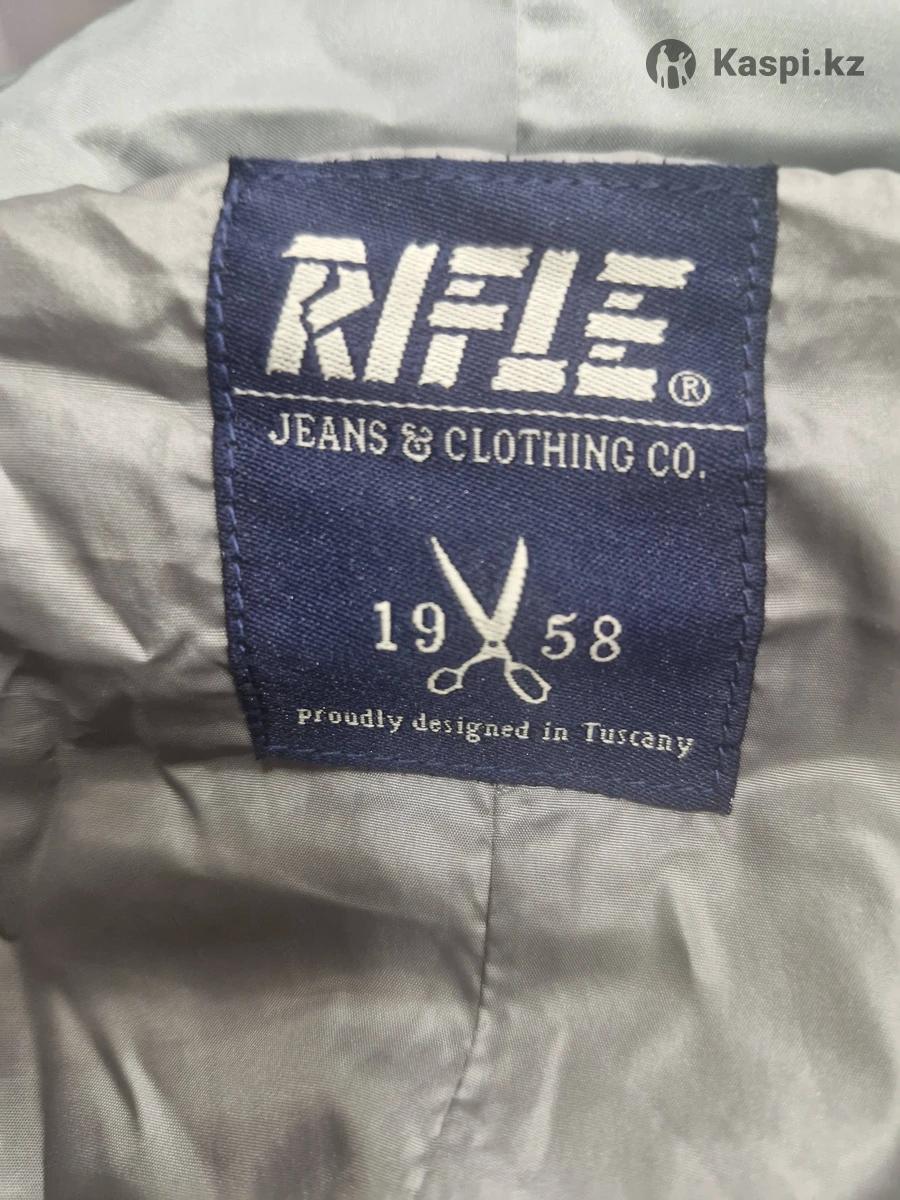 Kaspi.kz
RIFLE®
JEANS & CLOTHING CO.
19 58
proudly designed in Tuscany